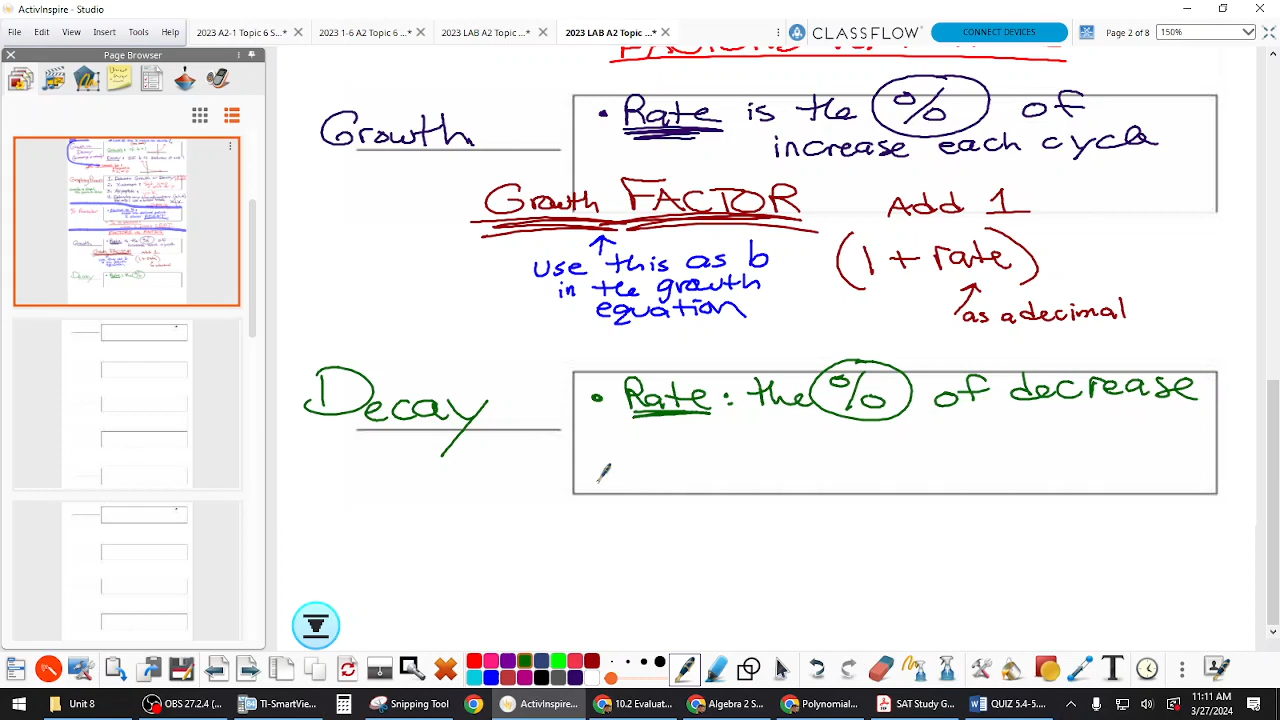 ActivInspire - Studio
File Edit View Insert Tools Help
2023 A2-1 Topic 6 S...*
2023 1-6 A2 Topic 6...*
2023 LAB A2 Topic ...*
2023 LAB A2 Topic ...*
CLASSFLOW
CONNECT DEVICES
Page 2 of 8
150%
Page Browser
Growth
• Rate is the % of
increase each cycle
Growth FACTOR
Add 1
(1 + rate)
as a decimal
use this as b
in the growth
equation
Decay
• Rate: the % of decrease
Unit 8
OBS 27.2.4 (...
TI-SmartVie...
Snipping Tool
ActivInspire -...
10.2 Evaluat...
Algebra 2 S...
Polynomial...
SAT Study G...
QUIZ 5.4-5....
11:11 AM
3/27/2024